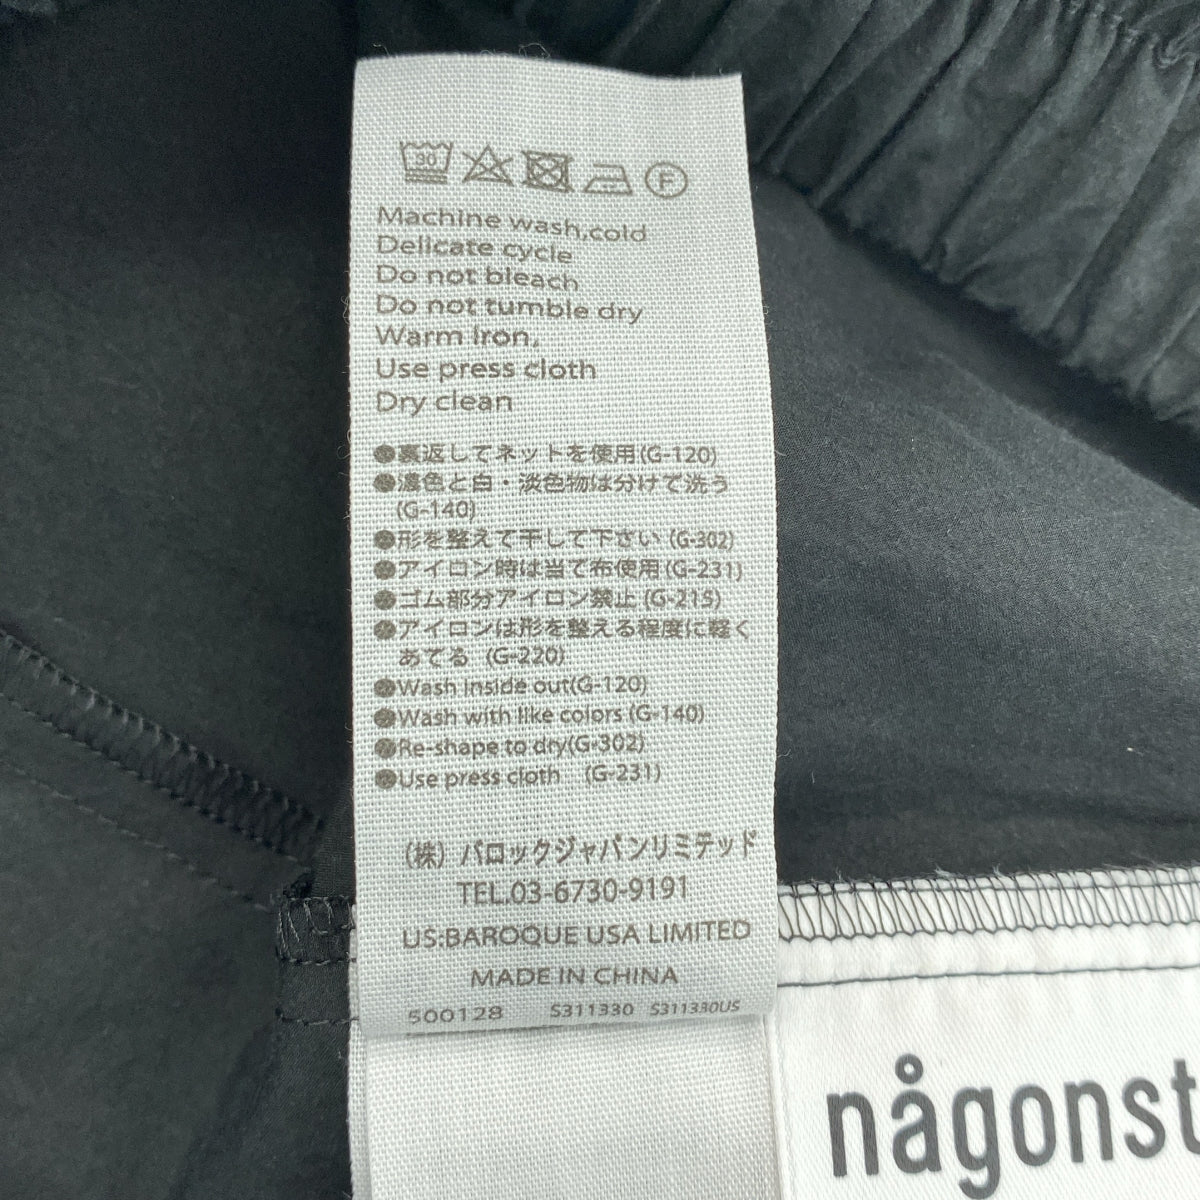 30 F
Machine wash,cold
Delicate cycle
Do not bleach
Do not tumble dry
Warm Iron,
Use press cloth
Dry clean
●裏返してネットを使用(G-120)
●濃色と白・淡色物は分けて洗う
(G-140)
●形を整えて干して下さい (G-302)
●アイロン時は当て布使用(G-231)
●ゴム部分アイロン禁止 (G-215)
●アイロンは形を整える程度に軽く
あてる (G-220)
●Wash inside out(G-120)
●Wash with like colors (G-140)
●Re-shape to dry(G-302)
●Use press cloth (G-231)
(株) バロックジャパンリミテッド
TEL.03-6730-9191
US:BAROQUE USA LIMITED
MADE IN CHINA
500128 S311330 S311330US
någonst